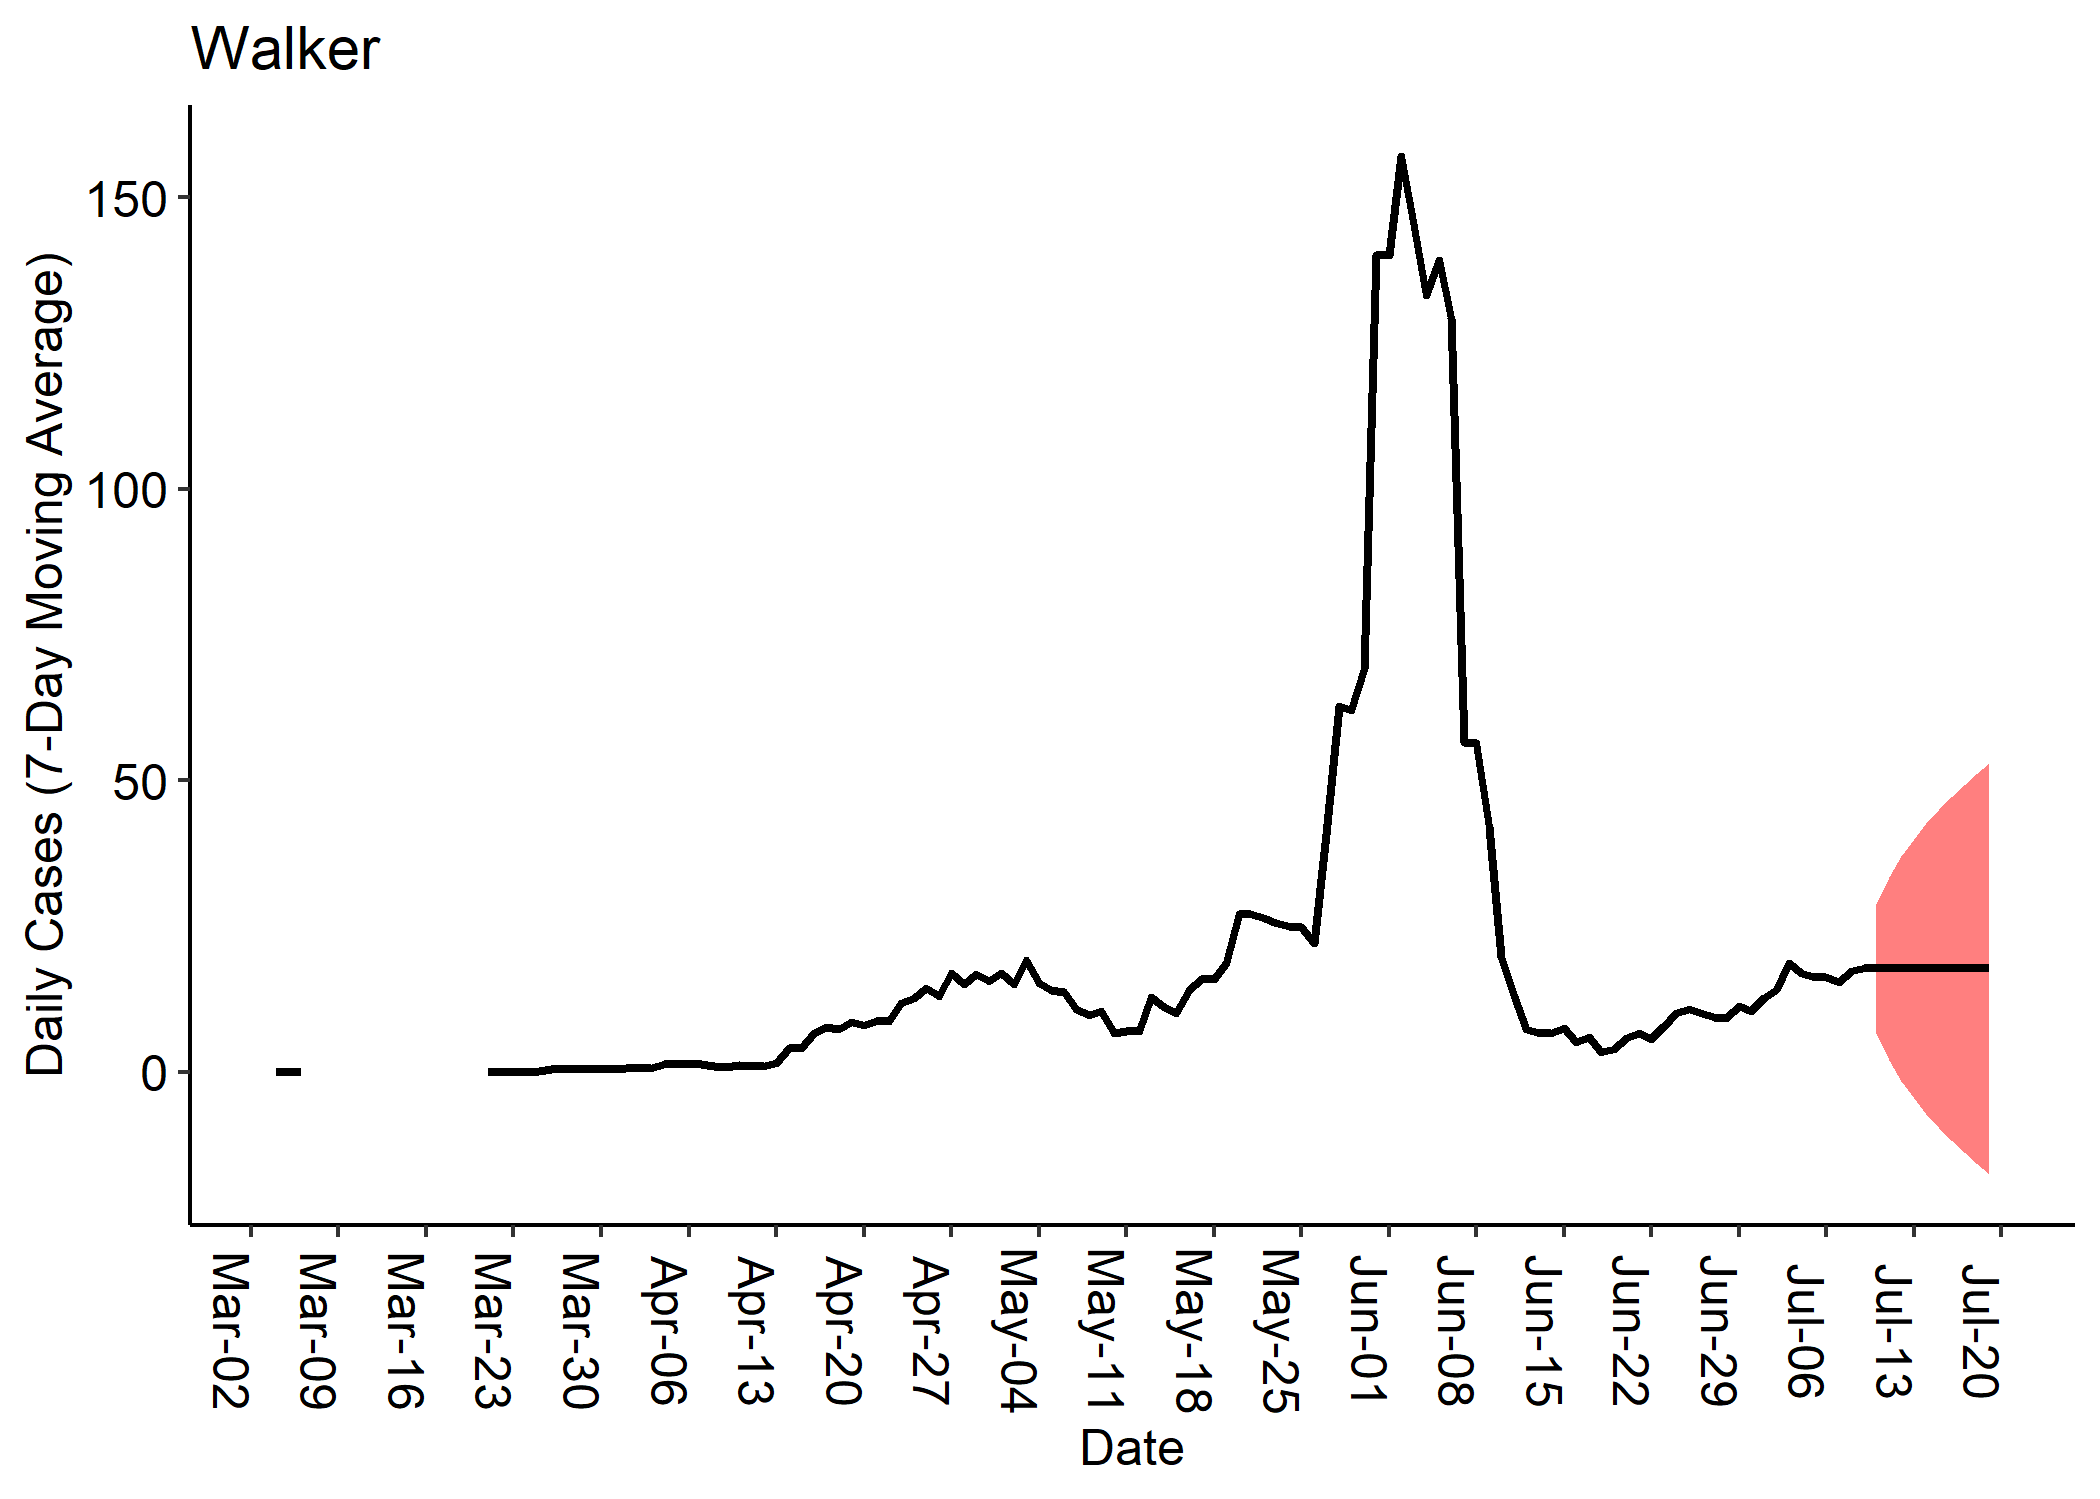 Walker
Daily Cases (7-Day Moving Average)
150
100
50
0
Mar-02
Mar-09
Mar-16
Mar-23
Mar-30
Apr-06
Apr-13
Apr-20
Apr-27
May-04
May-11
May-18
May-25
Jun-01
Jun-08
Jun-15
Jun-22
Jun-29
Jul-06
Jul-13
Jul-20
Date